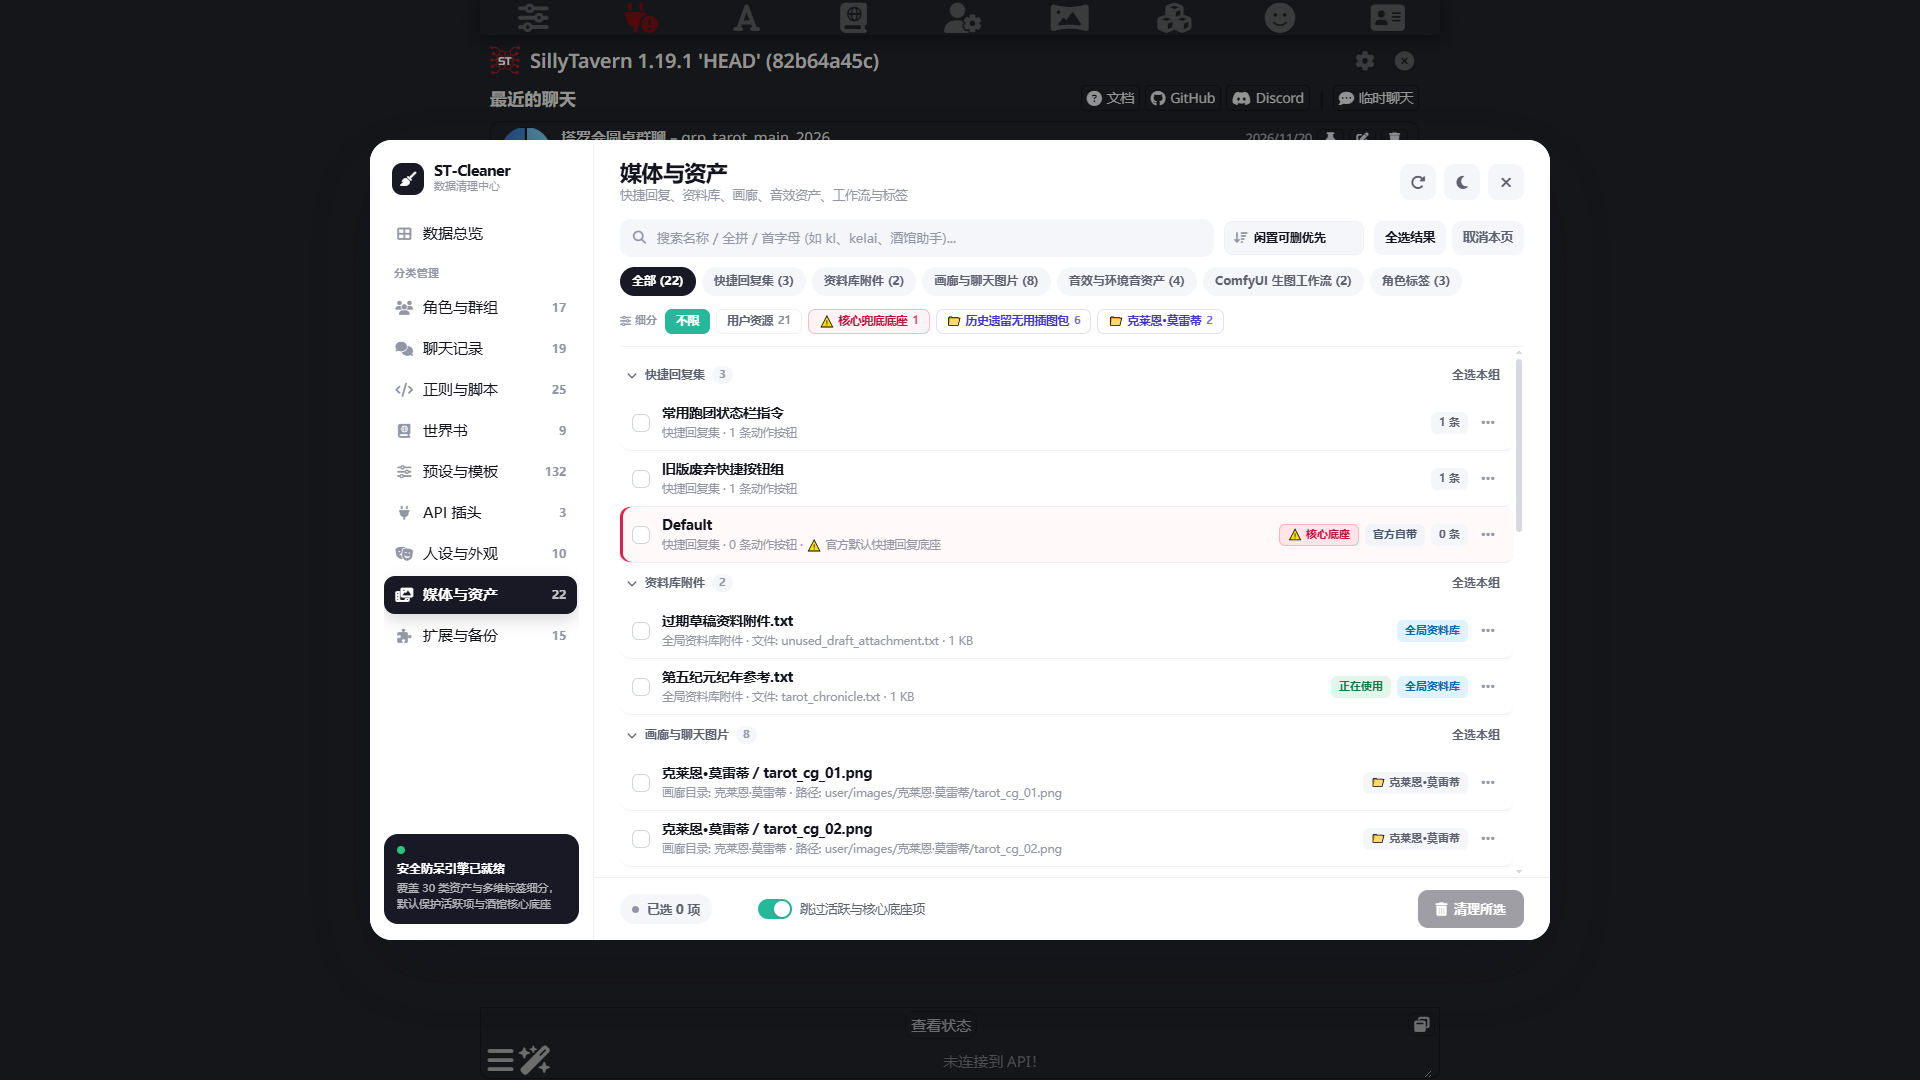 SillyTavern 1.19.1 'HEAD' (82b64a45c)
最近的聊天
文档
GitHub
Discord
临时聊天
塔罗会圆桌群聊 – grp_tarot_main_2026
2026/11/20
ST-Cleaner
数据清理中心
数据总览
分类管理
角色与群组 17
聊天记录 19
正则与脚本 25
世界书 9
预设与模板 132
API 插头 3
人设与外观 10
媒体与资产 22
扩展与备份 15
安全防呆引擎已就绪
覆盖 30 类资产与多维标签细分，
默认保护活跃项与酒馆核心底座
媒体与资产
快捷回复、资料库、画廊、音效资产、工作流与标签
搜索名称 / 全拼 / 首字母 (如 kl、kelai、酒馆助手)...
闲置可删优先
全选结果
取消本页
全部 (22)
快捷回复集 (3)
资料库附件 (2)
画廊与聊天图片 (8)
音效与环境音资产 (4)
ComfyUI 生图工作流 (2)
角色标签 (3)
细分
不限
用户资源 21
核心兜底底座 1
历史遗留无用插图包 6
克莱恩•莫雷蒂 2
快捷回复集 3
全选本组
常用跑团状态栏指令
快捷回复集 · 1 条动作按钮
1 条
旧版废弃快捷按钮组
快捷回复集 · 1 条动作按钮
1 条
Default
快捷回复集 · 0 条动作按钮 · ⚠ 官方默认快捷回复底座
核心底座
官方自带
0 条
资料库附件 2
全选本组
过期草稿资料附件.txt
全局资料库附件 · 文件: unused_draft_attachment.txt · 1 KB
全局资料库
第五纪元纪年参考.txt
全局资料库附件 · 文件: tarot_chronicle.txt · 1 KB
正在使用
全局资料库
画廊与聊天图片 8
全选本组
克莱恩•莫雷蒂 / tarot_cg_01.png
画廊目录: 克莱恩·莫雷蒂 · 路径: user/images/克莱恩·莫雷蒂/tarot_cg_01.png
克莱恩•莫雷蒂
克莱恩•莫雷蒂 / tarot_cg_02.png
画廊目录: 克莱恩·莫雷蒂 · 路径: user/images/克莱恩·莫雷蒂/tarot_cg_02.png
克莱恩•莫雷蒂
已选 0 项
跳过活跃与核心底座项
清理所选
查看状态
未连接到 API！